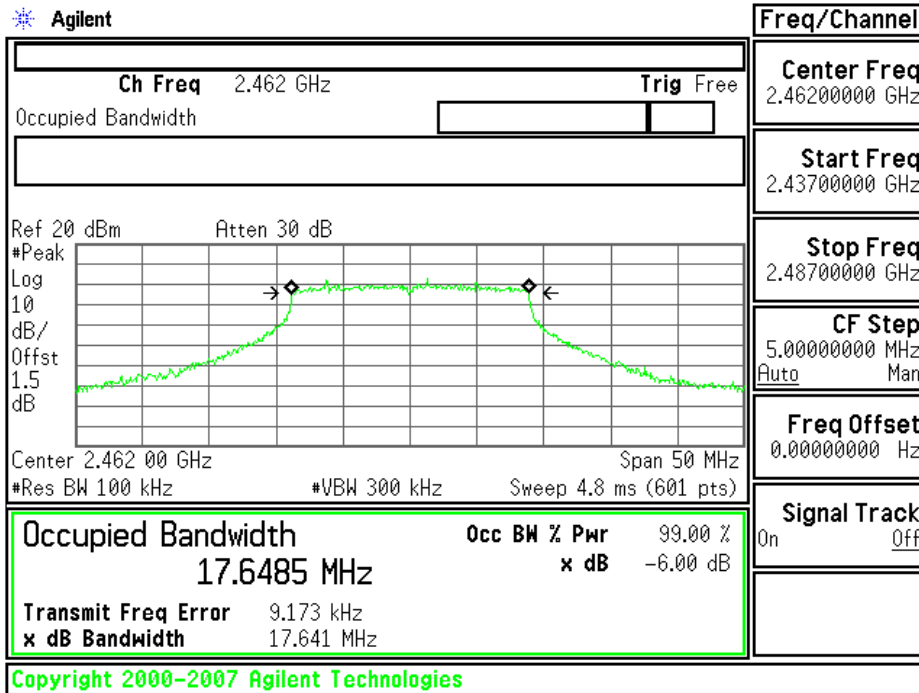 Agilent
Freq/Channel
Ch Freq 2.462 GHz Trig Free
Occupied Bandwidth
Center Freq
2.46200000 GHz
Start Freq
2.43700000 GHz
Stop Freq
2.48700000 GHz
CF Step
5.00000000 MHz
Auto Man
Freq Offset
0.00000000 Hz
Signal Track
On Off
Ref 20 dBm Atten 30 dB
#Peak
Log
10
dB/
Offst
1.5
dB
Center 2.462 00 GHz Span 50 MHz
#Res BW 100 kHz #VBW 300 kHz Sweep 4.8 ms (601 pts)
Occupied Bandwidth Occ BW % Pwr 99.00 %
17.6485 MHz x dB -6.00 dB
Transmit Freq Error 9.173 kHz
x dB Bandwidth 17.641 MHz
Copyright 2000-2007 Agilent Technologies